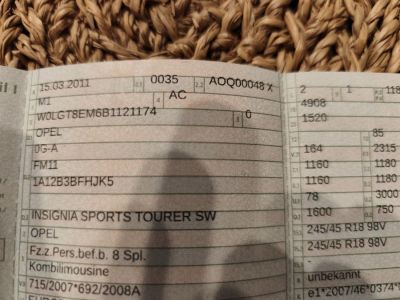 15.03.2011 0035 AOQ00048 X
M1 AC
W0LGT8EM6B1121174 0
OPEL
0G-A
FM11
1A12B3BFHJK5
INSIGNIA SPORTS TOURER SW
OPEL
Fz.z.Pers.bef.b. 8 Spl.
Kombilimousine
715/2007*692/2008A
2 1 118
4908
1520
85
164 2315
1160 1180
1160 1180
78 3000
1600 750
245/45 R18 98V
245/45 R18 98V
unbekannt
e1*2007/46*0374*